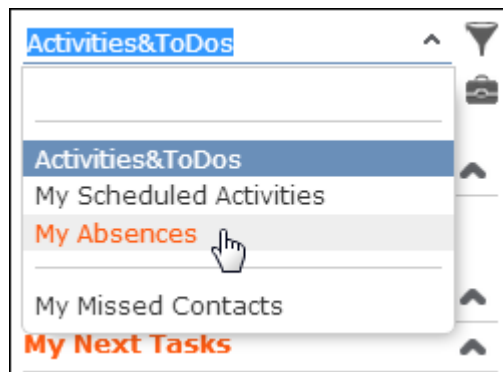 Activities&ToDos
Activities&ToDos
My Scheduled Activities
My Absences
My Missed Contacts
My Next Tasks